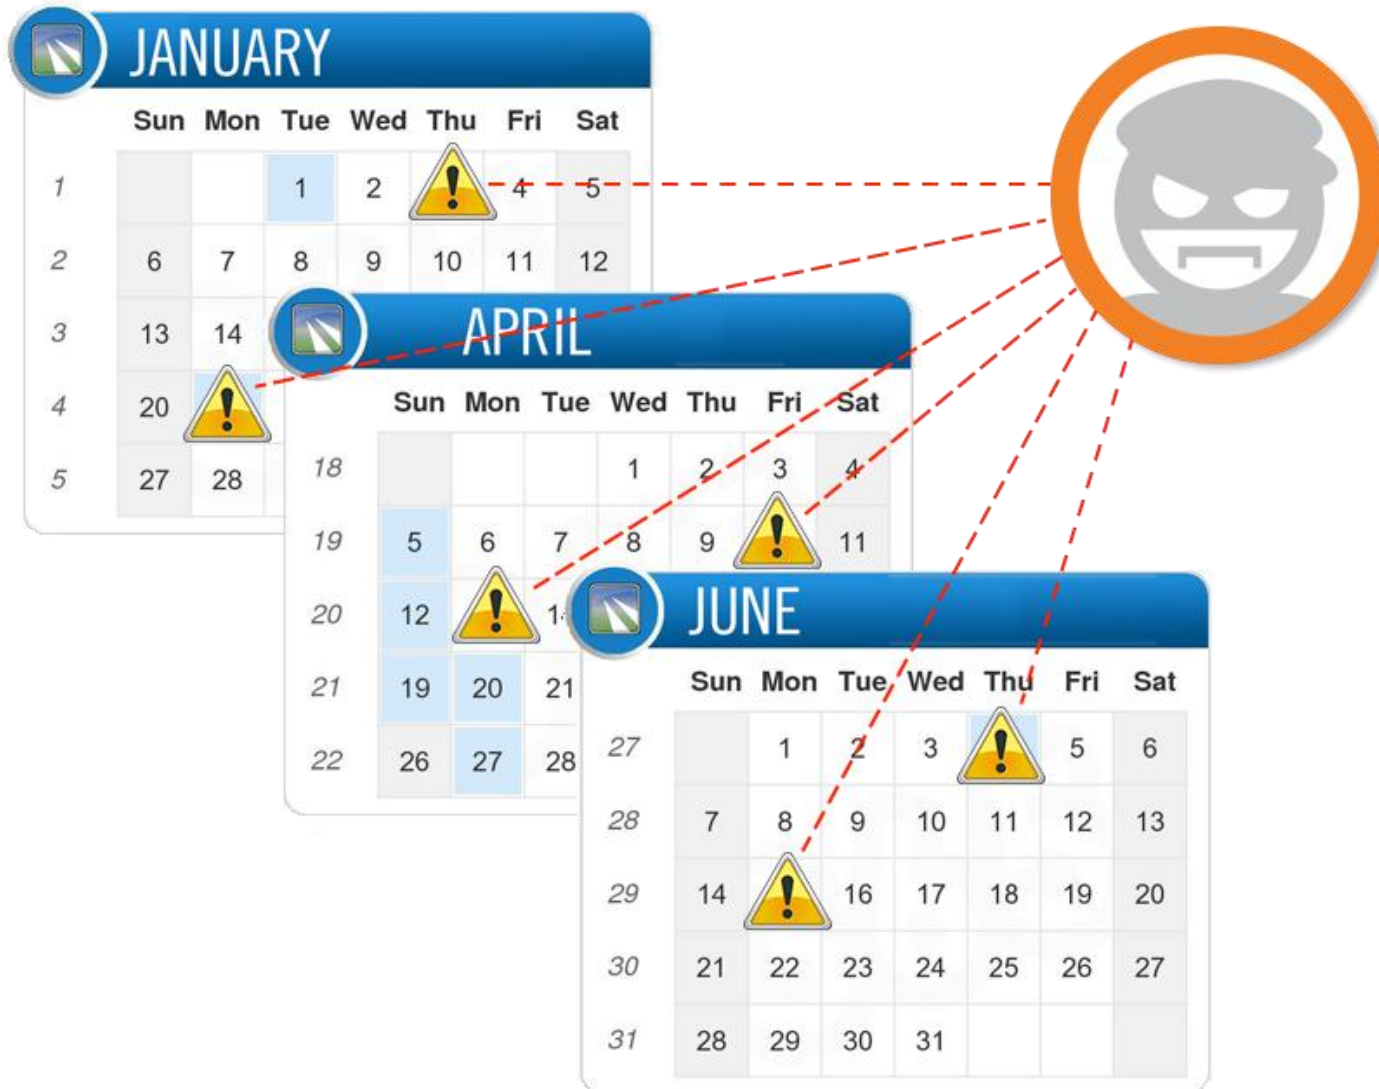 JANUARY
Sun Mon Tue Wed Thu Fri Sat
1 1 2 4 5
2 6 7 8 9 10 11 12
3 13 14
4 20
5 27 28
APRIL
Sun Mon Tue Wed Thu Fri Sat
18 1 2 3 4
19 5 6 7 8 9 11
20 12
21 19 20 21
22 26 27 28
JUNE
Sun Mon Tue Wed Thu Fri Sat
27 1 2 3 5 6
28 7 8 9 10 11 12 13
29 14 16 17 18 19 20
30 21 22 23 24 25 26 27
31 28 29 30 31